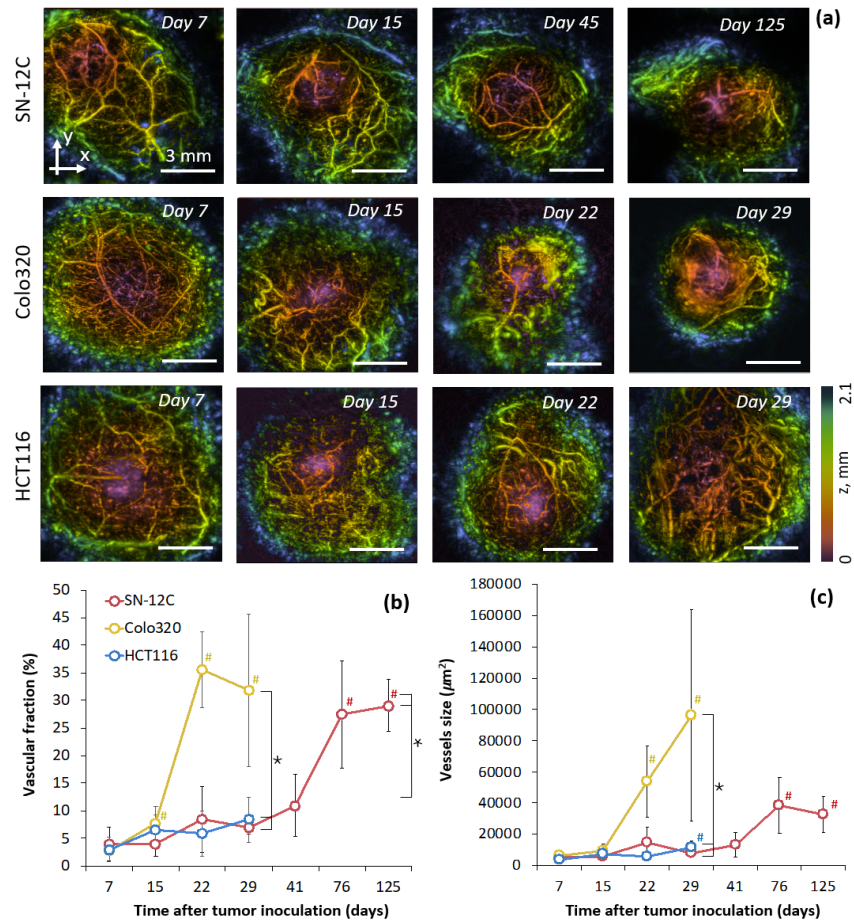 (a)
SN-12C
Day 7
Day 15
Day 45
Day 125
y
x
3 mm
Colo320
Day 7
Day 15
Day 22
Day 29
HCT116
Day 7
Day 15
Day 22
Day 29
2.1
z, mm
0
(b)
Vascular fraction (%)
50
45
40
35
30
25
20
15
10
5
0
SN-12C
Colo320
HCT116
#
#
#
#
#
*
*
7 15 22 29 41 76 125
Time after tumor inoculation (days)
(c)
Vessels size (μm²)
180000
160000
140000
120000
100000
80000
60000
40000
20000
0
#
#
#
#
#
*
7 15 22 29 41 76 125
Time after tumor inoculation (days)